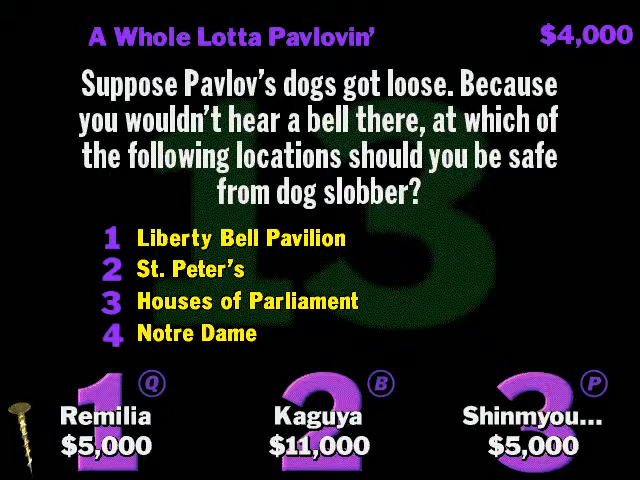 A Whole Lotta Pavlovin' $4,000
13
Suppose Pavlov's dogs got loose. Because
you wouldn't hear a bell there, at which of
the following locations should you be safe
from dog slobber?
1 Liberty Bell Pavilion
2 St. Peter's
3 Houses of Parliament
4 Notre Dame
1 Q 2 B 3 P
Remilia Kaguya Shinmyou...
$5,000 $11,000 $5,000